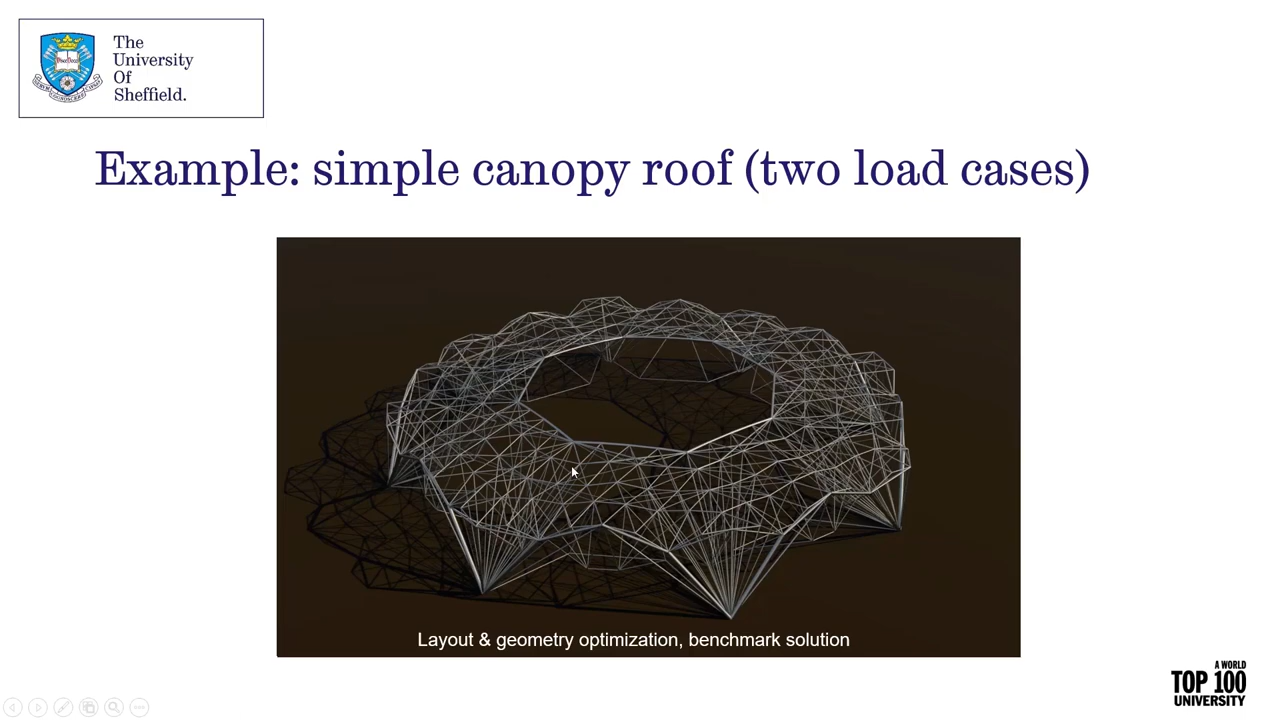 The
University
Of
Sheffield.
Example: simple canopy roof (two load cases)
Layout & geometry optimization, benchmark solution
A WORLD
TOP 100
UNIVERSITY